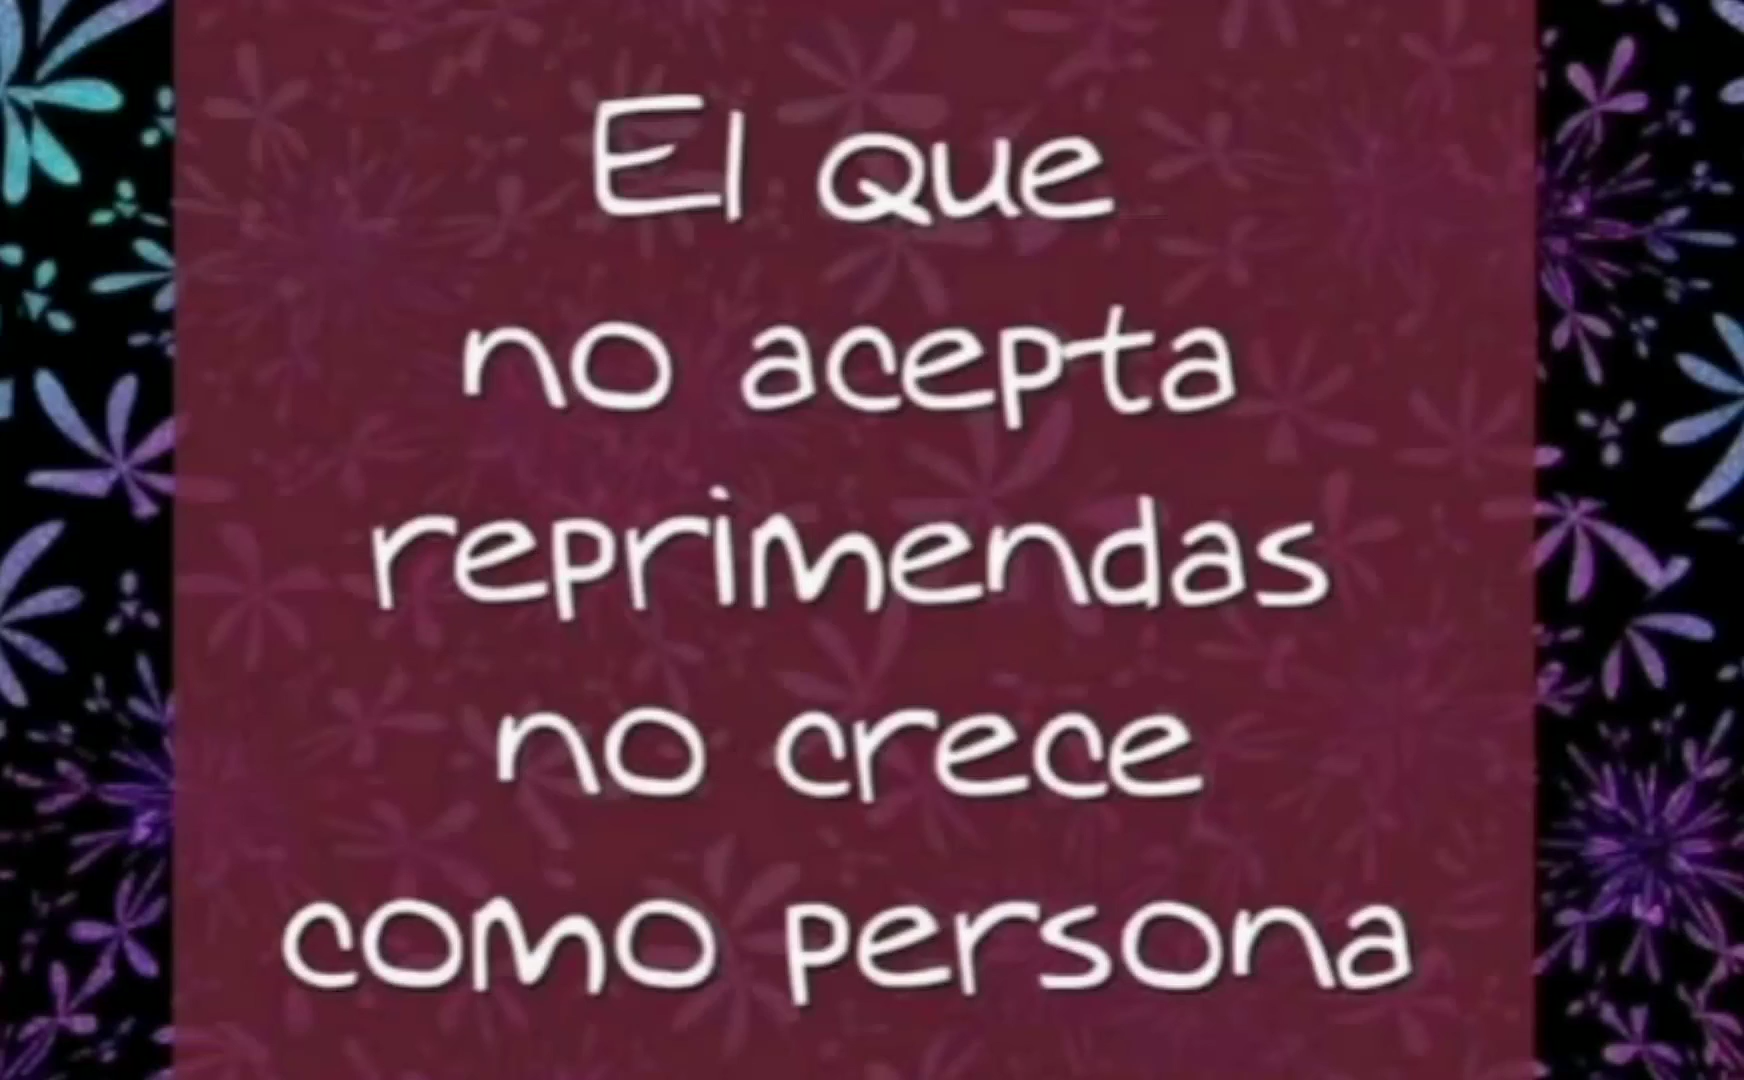 El que
no acepta
reprimendas
no crece
como persona